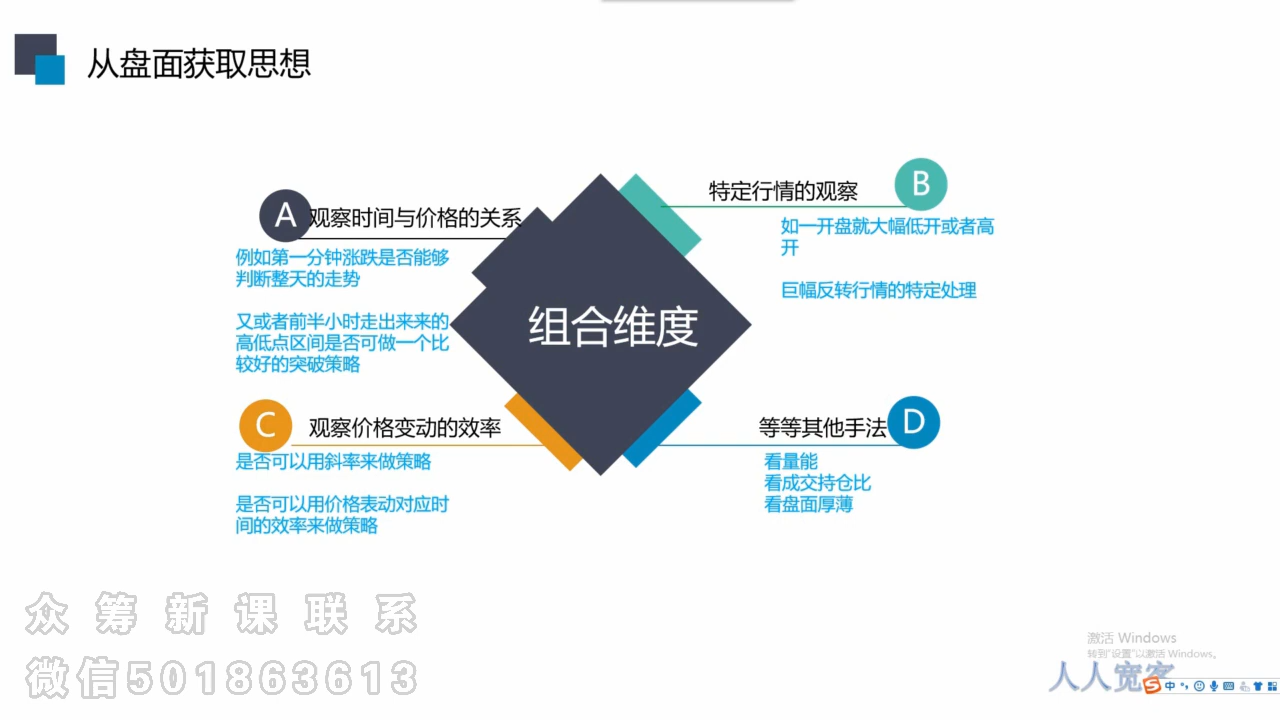 从盘面获取思想
A
观察时间与价格的关系
例如第一分钟涨跌是否能够
判断整天的走势
又或者前半小时走出来来的
高低点区间是否可做一个比
较好的突破策略
B
特定行情的观察
如一开盘就大幅低开或者高
开
巨幅反转行情的特定处理
组合维度
C
观察价格变动的效率
是否可以用斜率来做策略
是否可以用价格表动对应时
间的效率来做策略
D
等等其他手法
看量能
看成交持仓比
看盘面厚薄
众筹新课联系
微信501863613
激活 Windows
转到"设置"以激活 Windows。
人人宽客
中